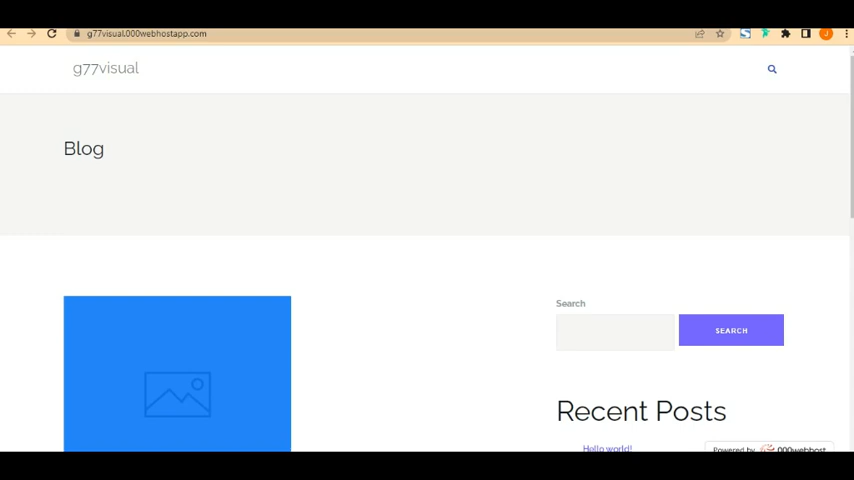 g77visual.000webhostapp.com
J
g77visual
Blog
Search
SEARCH
Recent Posts
Hello world!
Powered by 000webhost